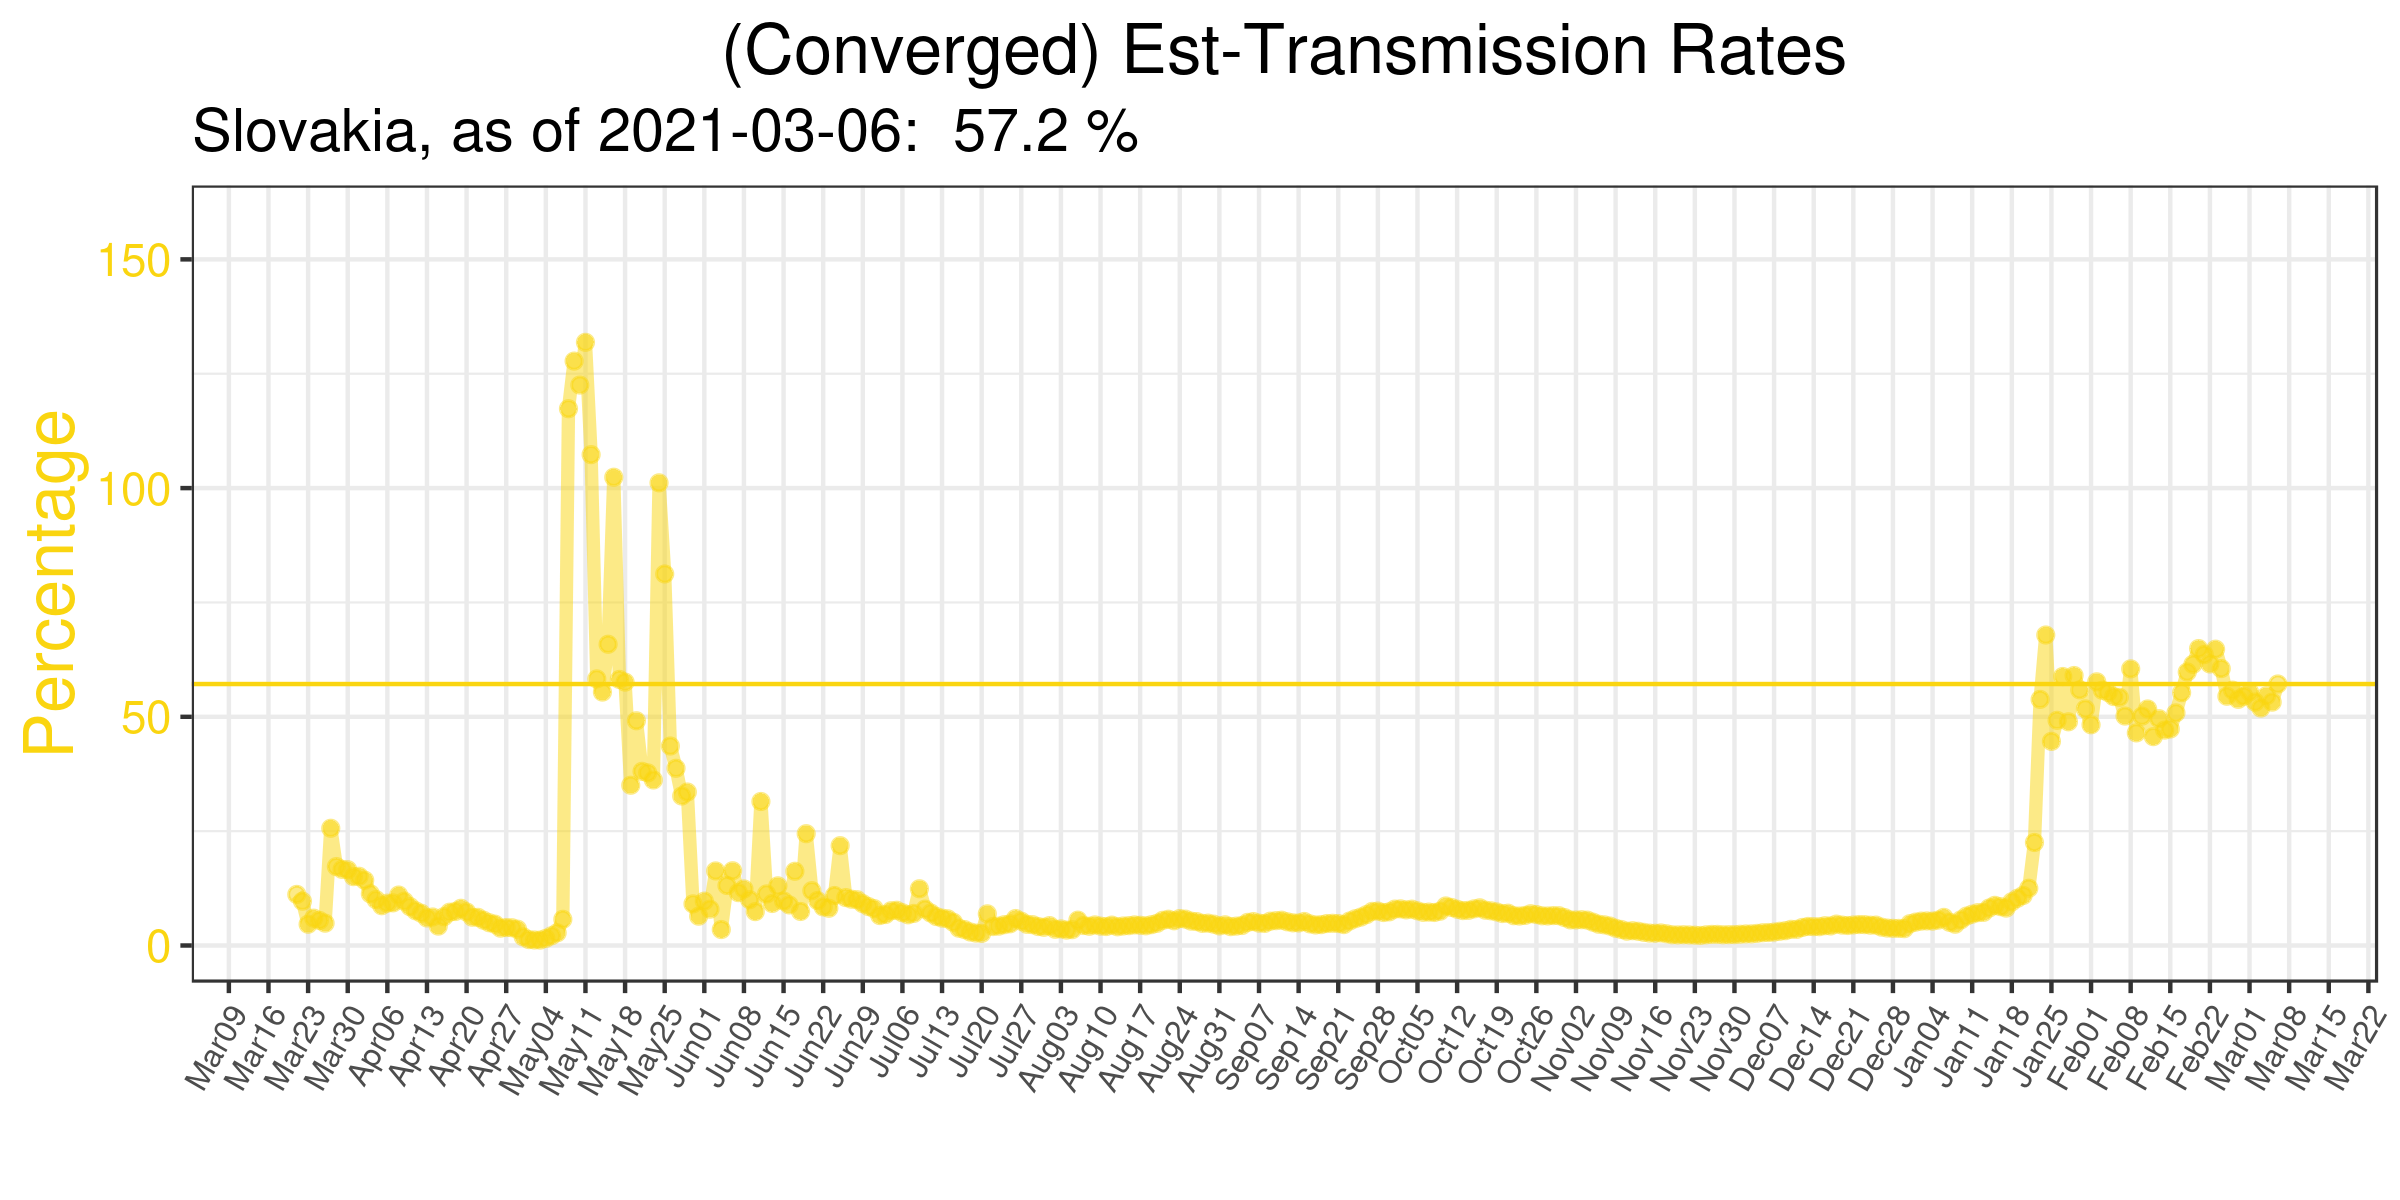 (Converged) Est-Transmission Rates
Slovakia, as of 2021-03-06:  57.2 %
Percentage
150
100
50
0
Mar09 Mar16 Mar23 Mar30 Apr06 Apr13 Apr20 Apr27 May04 May11 May18 May25 Jun01 Jun08 Jun15 Jun22 Jun29 Jul06 Jul13 Jul20 Jul27 Aug03 Aug10 Aug17 Aug24 Aug31 Sep07 Sep14 Sep21 Sep28 Oct05 Oct12 Oct19 Oct26 Nov02 Nov09 Nov16 Nov23 Nov30 Dec07 Dec14 Dec21 Dec28 Jan04 Jan11 Jan18 Jan25 Feb01 Feb08 Feb15 Feb22 Mar01 Mar08 Mar15 Mar22